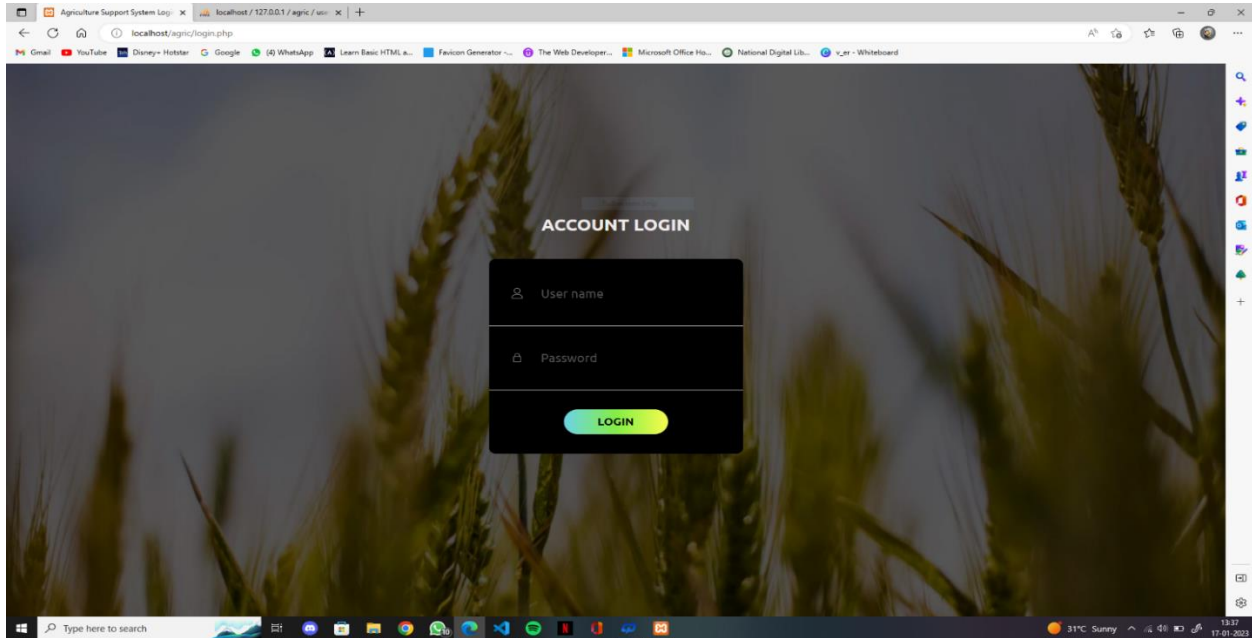 Agriculture Support System Log
localhost / 127.0.0.1 / agric / use
localhost/agric/login.php
Gmail
YouTube
Disney+ Hotstar
Google
(4) WhatsApp
Learn Basic HTML, a...
Favicon Generator -...
The Web Developer...
Microsoft Office Ho...
National Digital Lib...
v_er - Whiteboard
ACCOUNT LOGIN
User name
Password
LOGIN
Type here to search
31°C Sunny
13:37
17-01-2023